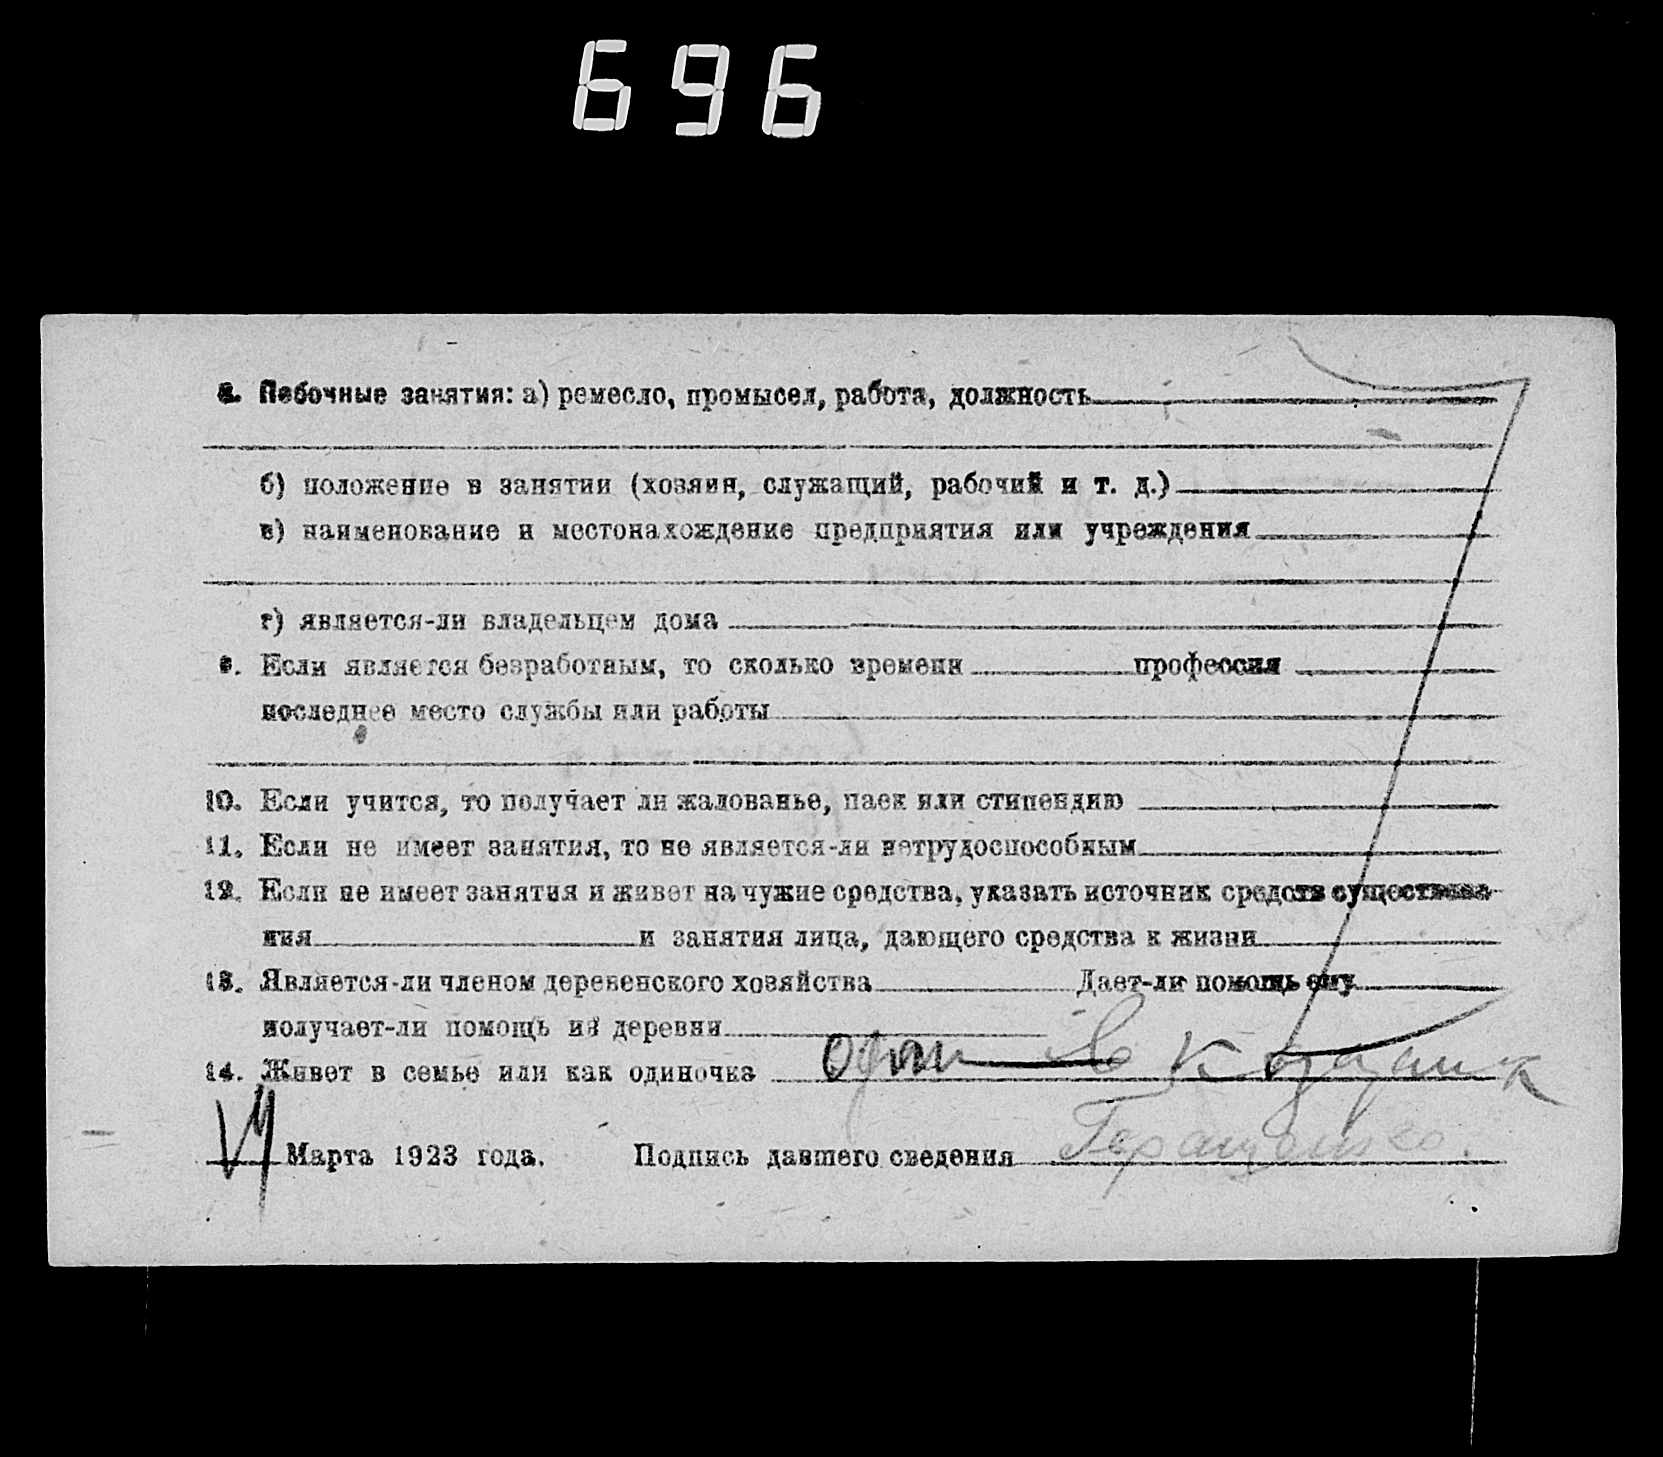 696
8. Побочные занятия: а) ремесло, промысел, работа, должность
б) положение в занятии (хозяин, служащий, рабочий и т. д.)
в) наименование и местонахождение предприятия или учреждения
г) является-ли владельцем дома
9. Если является безработным, то сколько времени профессия
последнее место службы или работы
10. Если учится, то получает ли жалованье, паек или стипендию
11. Если не имеет занятия, то не является-ли нетрудоспособным
12. Если не имеет занятия и живет на чужие средства, указать источник средств существова-
ния и занятия лица, дающего средства к жизни
13. Является-ли членом деревенского хозяйства Дает-ли помощь ему
получает-ли помощь из деревни
14. Живет в семье или как одиночка
Марта 1923 года. Подпись давшего сведения Геращенко.